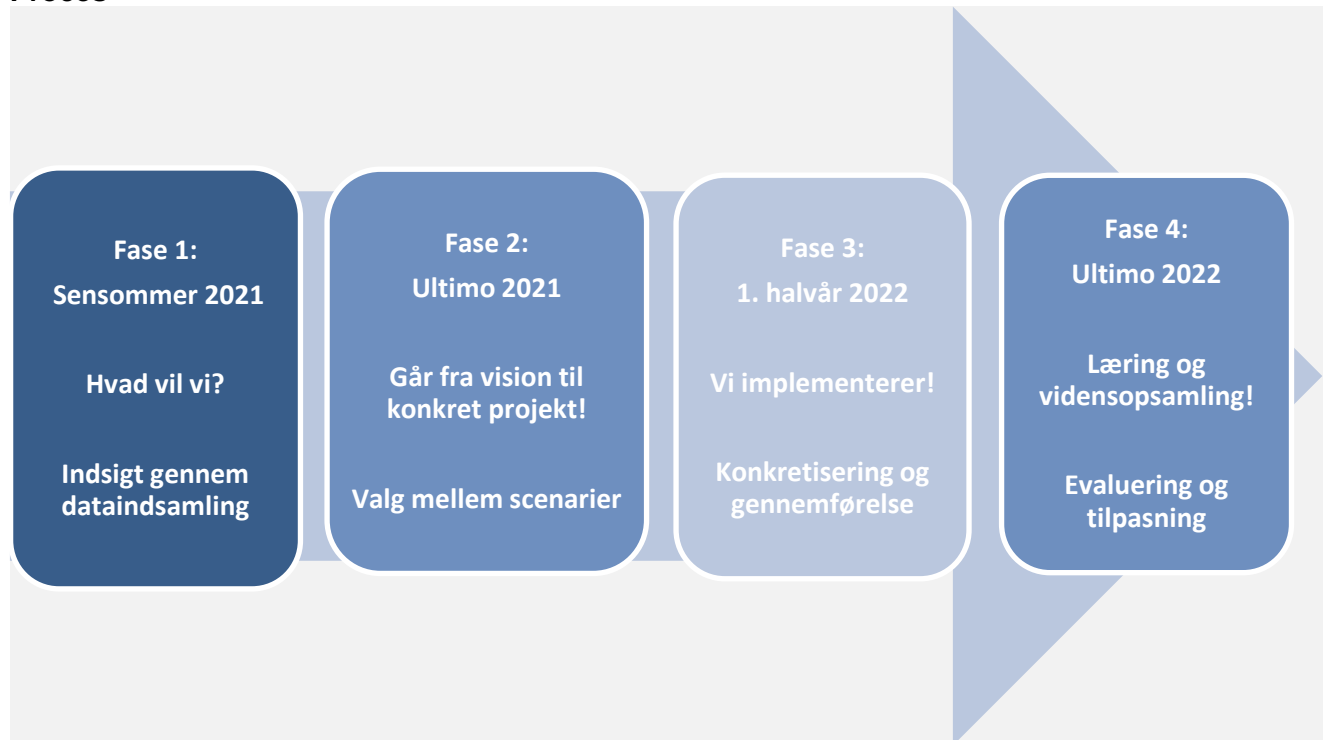 Fase 1:
Sensommer 2021
Hvad vil vi?
Indsigt gennem
dataindsamling
Fase 2:
Ultimo 2021
Går fra vision til
konkret projekt!
Valg mellem scenarier
Fase 3:
1. halvår 2022
Vi implementerer!
Konkretisering og
gennemførelse
Fase 4:
Ultimo 2022
Læring og
vidensopsamling!
Evaluering og
tilpasning